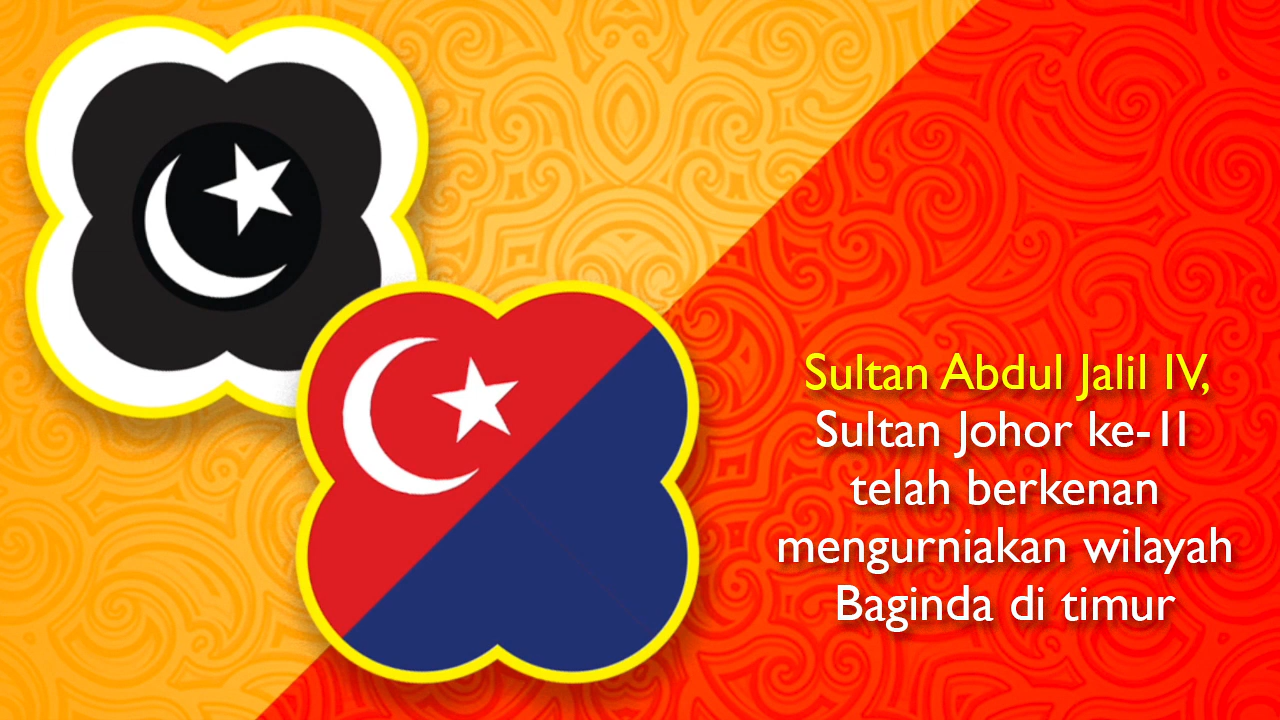 Sultan Abdul Jalil IV,
Sultan Johor ke-11
telah berkenan
mengurniakan wilayah
Baginda di timur